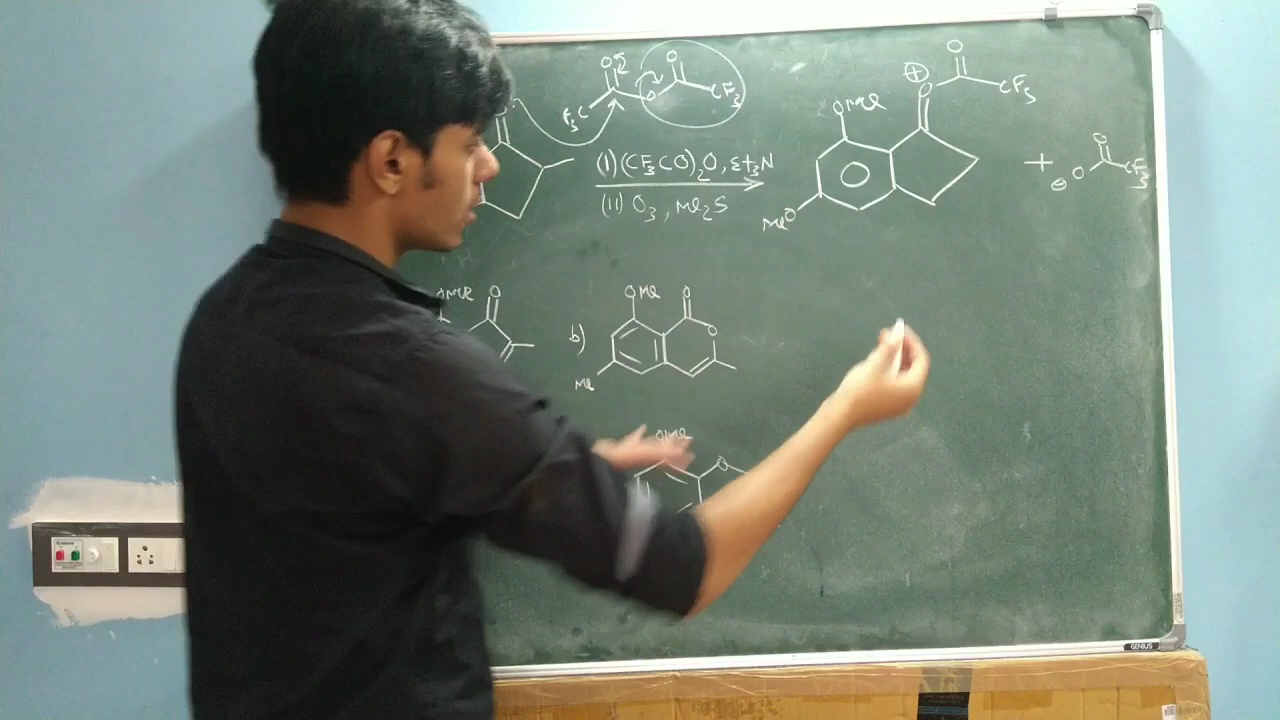 O O
F₃C O CF₃
(I) (CF₃CO)₂O, Et₃N
(II) O₃, Me₂S
⊕ O
O CF₃
OMe
MeO
+
O
⊖ O CF₃
OMe O
b)
OMe O
O
Me
OMe
O
GENIUS